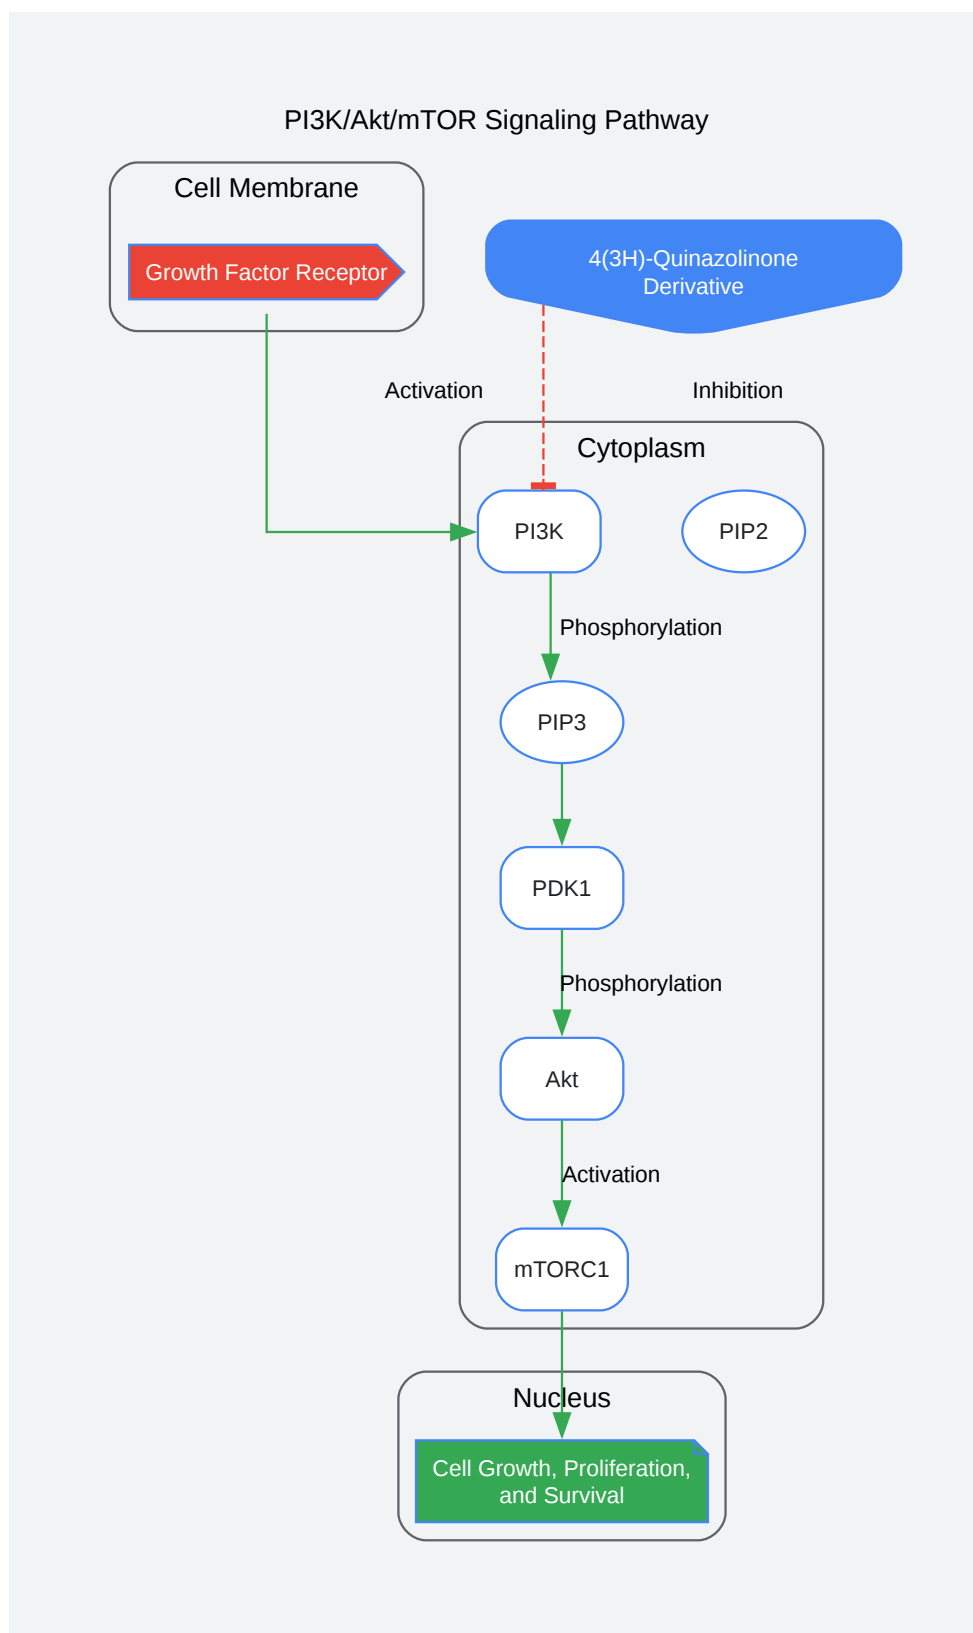 PI3K/Akt/mTOR Signaling Pathway
Cell Membrane
Growth Factor Receptor
4(3H)-Quinazolinone
Derivative
Activation
Inhibition
Cytoplasm
PI3K
PIP2
Phosphorylation
PIP3
PDK1
Phosphorylation
Akt
Activation
mTORC1
Nucleus
Cell Growth, Proliferation,
and Survival